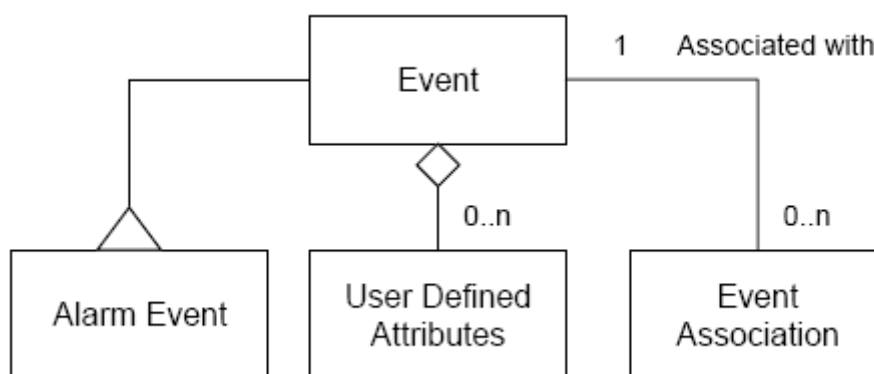 1 Associated with
Event
0..n
0..n
Alarm Event
User Defined
Attributes
Event
Association